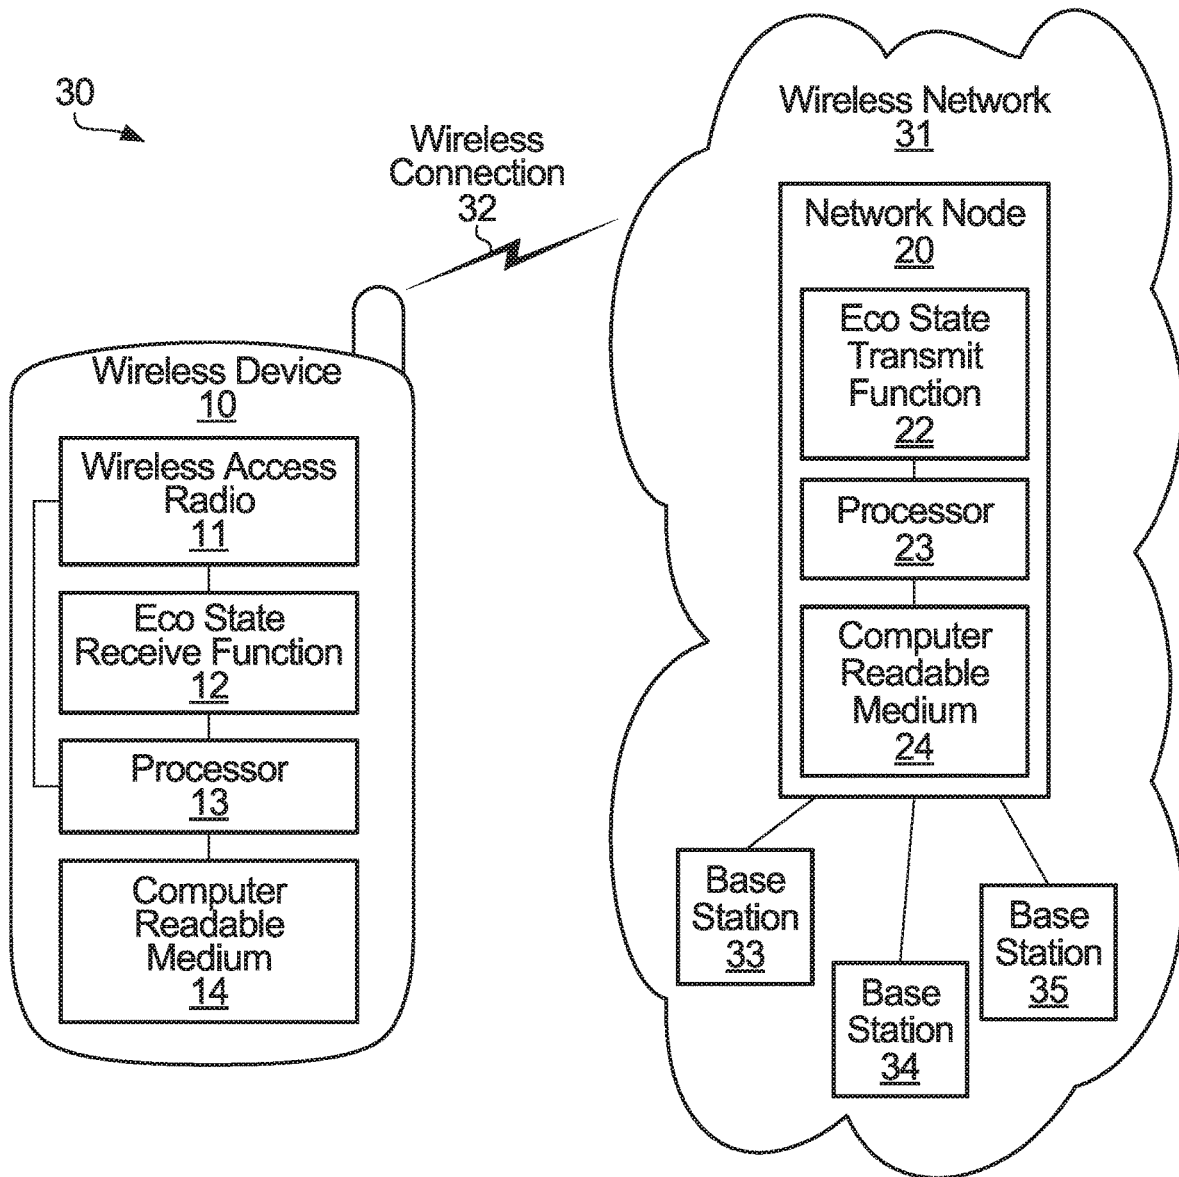 30
Wireless
Connection
32
Wireless Device
10
Wireless Access
Radio
11
Eco State
Receive Function
12
Processor
13
Computer
Readable
Medium
14
Wireless Network
31
Network Node
20
Eco State
Transmit
Function
22
Processor
23
Computer
Readable
Medium
24
Base
Station
33
Base
Station
34
Base
Station
35